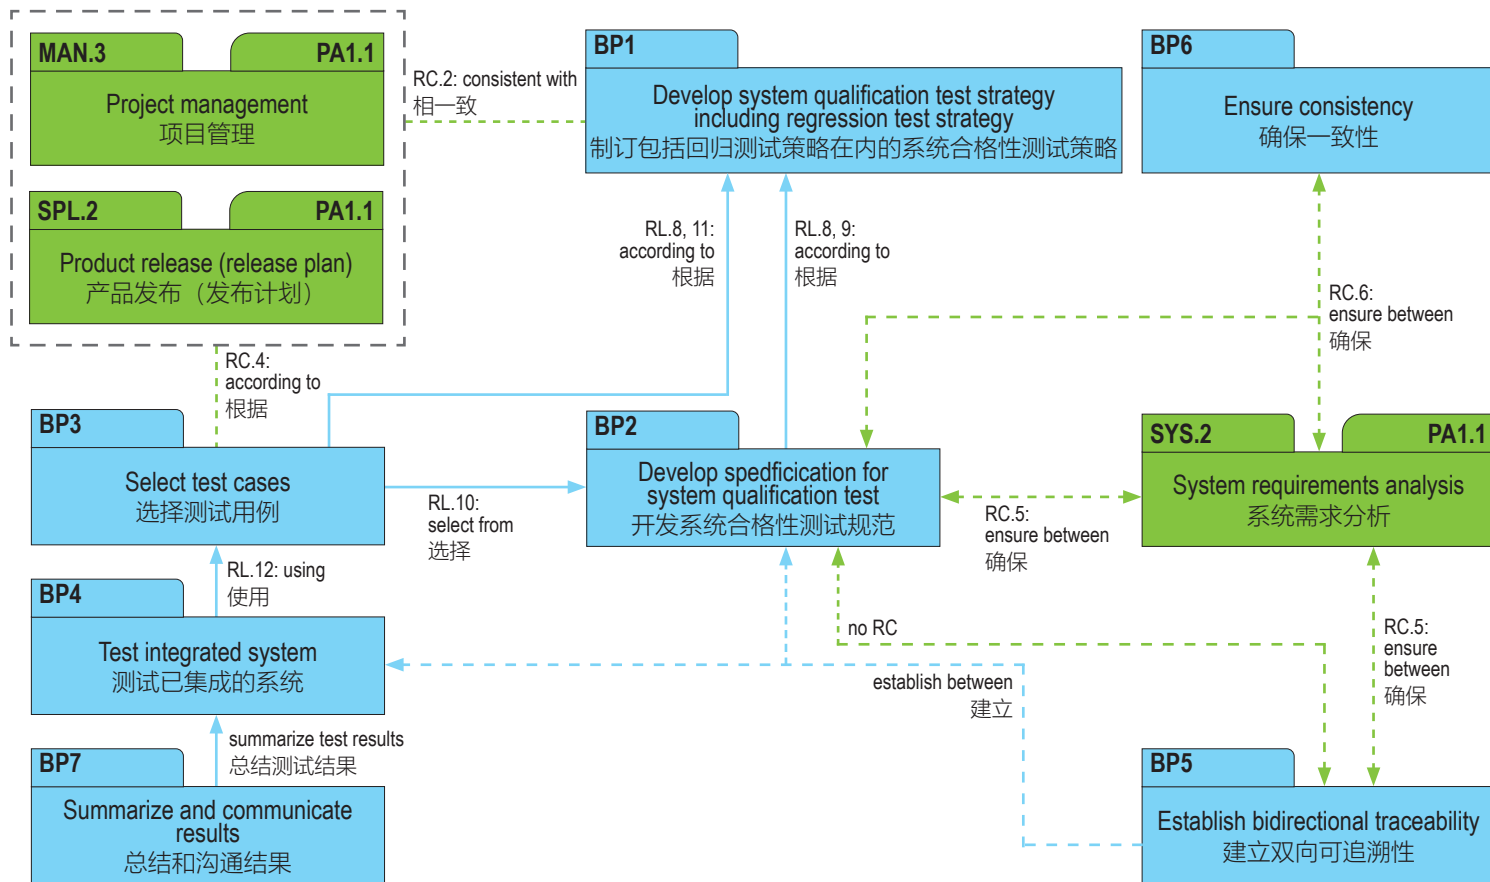 MAN.3
PA1.1
Project management
项目管理
SPL.2
PA1.1
Product release (release plan)
产品发布（发布计划）
RC.2: consistent with
相一致
BP1
Develop system qualification test strategy
including regression test strategy
制订包括回归测试策略在内的系统合格性测试策略
BP6
Ensure consistency
确保一致性
RC.4:
according to
根据
RL.8, 11:
according to
根据
RL.8, 9:
according to
根据
RC.6:
ensure between
确保
BP3
Select test cases
选择测试用例
RL.10:
select from
选择
BP2
Develop spedficication for
system qualification test
开发系统合格性测试规范
RC.5:
ensure between
确保
SYS.2
PA1.1
System requirements analysis
系统需求分析
RL.12: using
使用
BP4
Test integrated system
测试已集成的系统
no RC
RC.5:
ensure
between
确保
establish between
建立
summarize test results
总结测试结果
BP7
Summarize and communicate
results
总结和沟通结果
BP5
Establish bidirectional traceability
建立双向可追溯性